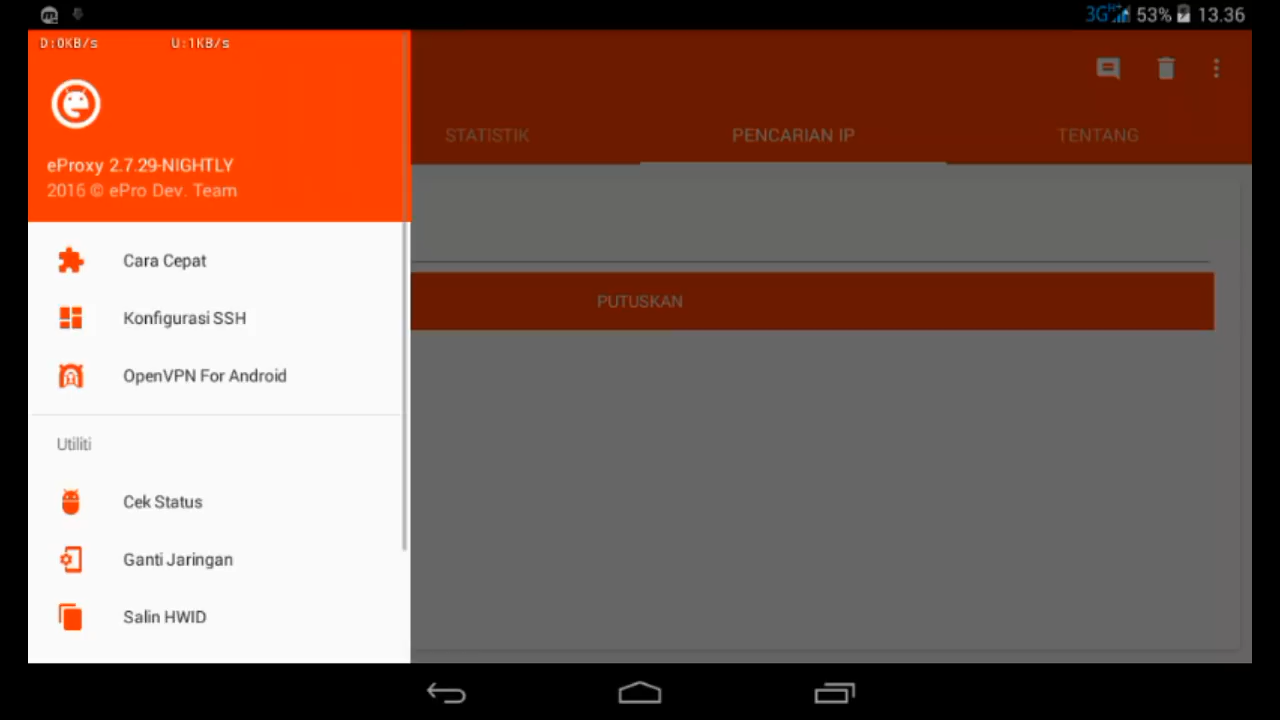 3G H+ 53% 13.36
D:0KB/s U:1KB/s
eProxy 2.7.29-NIGHTLY
2016 © ePro Dev. Team
STATISTIK PENCARIAN IP TENTANG
PUTUSKAN
Cara Cepat
Konfigurasi SSH
OpenVPN For Android
Utiliti
Cek Status
Ganti Jaringan
Salin HWID